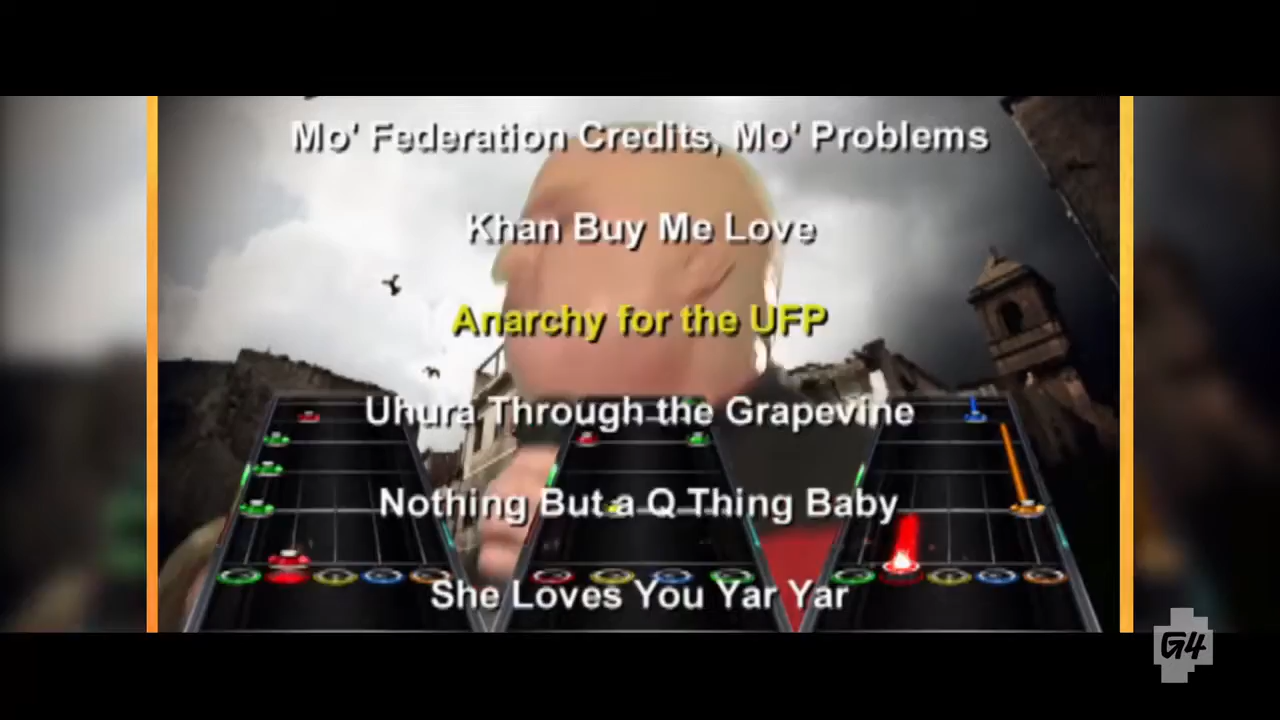 Mo' Federation Credits, Mo' Problems
Khan Buy Me Love
Anarchy for the UFP
Uhura Through the Grapevine
Nothing But a Q Thing Baby
She Loves You Yar Yar
G4